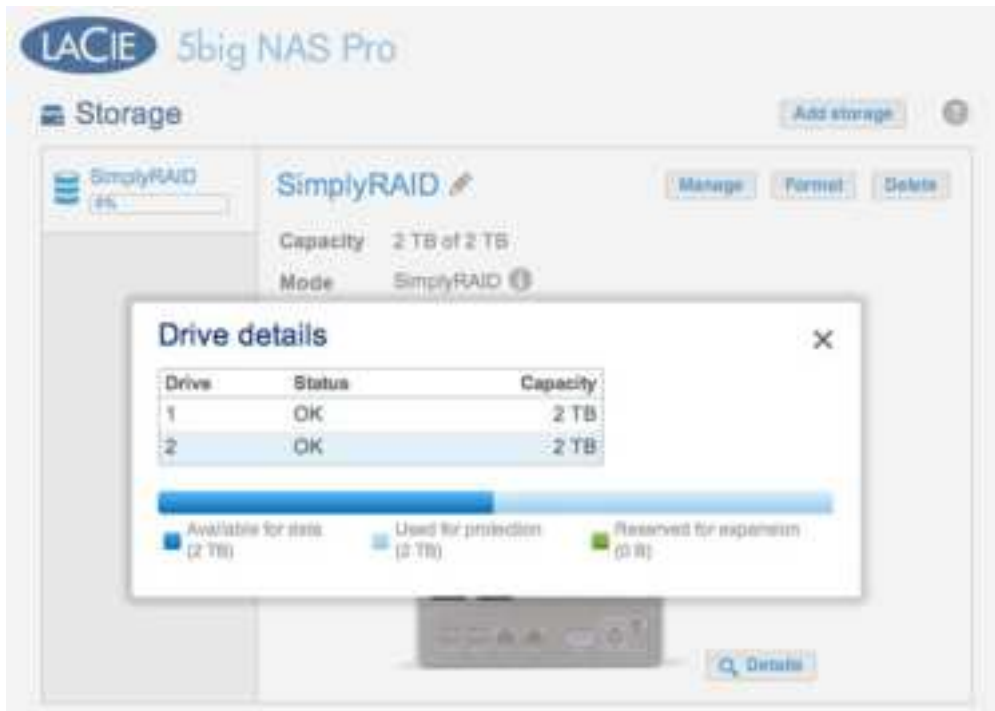 LACIE 5big NAS Pro
Storage
Add storage
?
SimplyRAID
SimplyRAID
Manage Format Delete
Capacity 2 TB of 2 TB
Mode SimplyRAID
Drive details
Drive Status Capacity
1 OK 2 TB
2 OK 2 TB
Available for data (2 TB)
Used for protection (2 TB)
Reserved for expansion (0 B)
Details